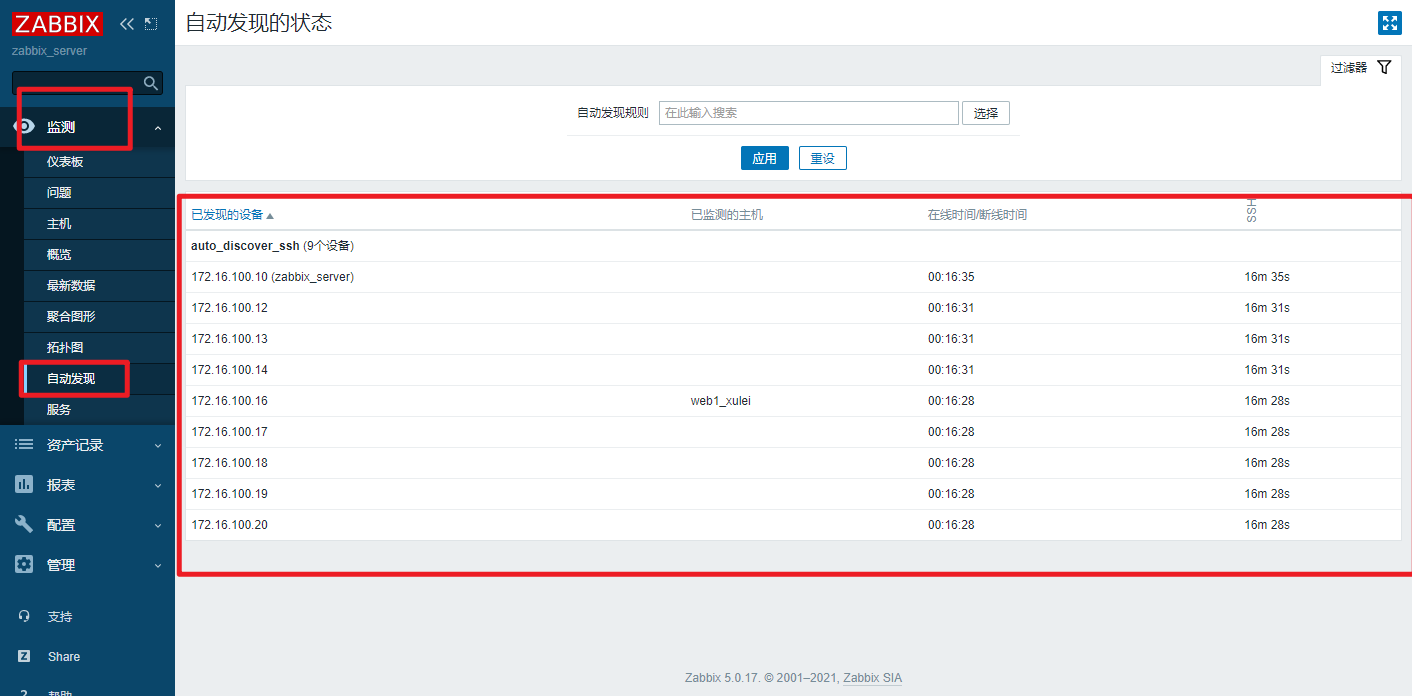 ZABBIX
zabbix_server
监测
仪表板
问题
主机
概览
最新数据
聚合图形
拓扑图
自动发现
服务
资产记录
报表
配置
管理
支持
Share
帮助
自动发现的状态
过滤器
自动发现规则 在此输入搜索 选择
应用 重设
已发现的设备 已监测的主机 在线时间/断线时间 SSH
auto_discover_ssh (9个设备)
172.16.100.10 (zabbix_server) 00:16:35 16m 35s
172.16.100.12 00:16:31 16m 31s
172.16.100.13 00:16:31 16m 31s
172.16.100.14 00:16:31 16m 31s
172.16.100.16 web1_xulei 00:16:28 16m 28s
172.16.100.17 00:16:28 16m 28s
172.16.100.18 00:16:28 16m 28s
172.16.100.19 00:16:28 16m 28s
172.16.100.20 00:16:28 16m 28s
Zabbix 5.0.17. © 2001–2021, Zabbix SIA